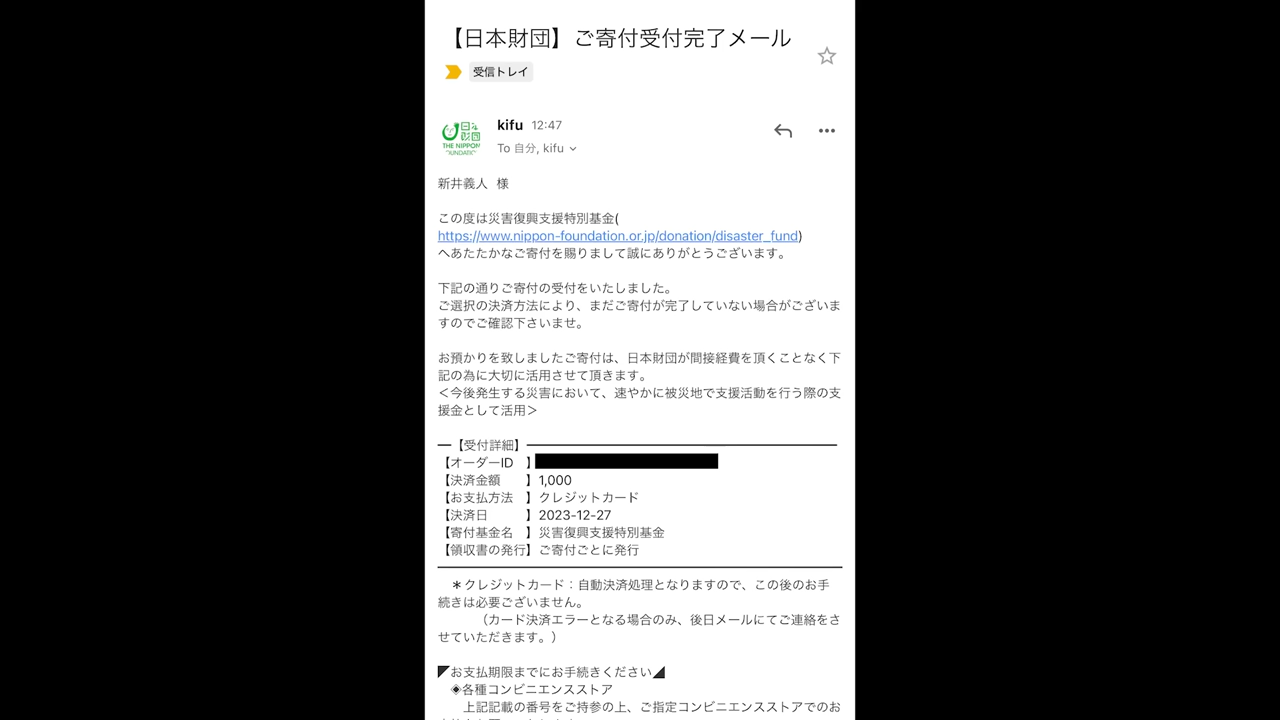 【日本財団】ご寄付受付完了メール
受信トレイ
日本財団
THE NIPPON
kifu 12:47
To 自分, kifu
新井義人 様
この度は災害復興支援特別基金(
https://www.nippon-foundation.or.jp/donation/disaster_fund)
へあたたかなご寄付を賜りまして誠にありがとうございます。
下記の通りご寄付の受付をいたしました。
ご選択の決済方法により、まだご寄付が完了していない場合がございま
すのでご確認下さいませ。
お預かりを致しましたご寄付は、日本財団が間接経費を頂くことなく下
記の為に大切に活用させて頂きます。
＜今後発生する災害において、速やかに被災地で支援活動を行う際の支
援金として活用＞
━【受付詳細】━━━━━━━━━━━━━━━━━━
【オーダーID 】
【決済金額 】1,000
【お支払方法 】クレジットカード
【決済日 】2023-12-27
【寄付基金名 】災害復興支援特別基金
【領収書の発行】ご寄付ごとに発行
＊クレジットカード：自動決済処理となりますので、この後のお手
続きは必要ございません。
（カード決済エラーとなる場合のみ、後日メールにてご連絡をさ
せていただきます。）
◤お支払期限までにお手続きください◢
◈各種コンビニエンスストア
上記記載の番号をご持参の上、ご指定コンビニエンスストアでのお